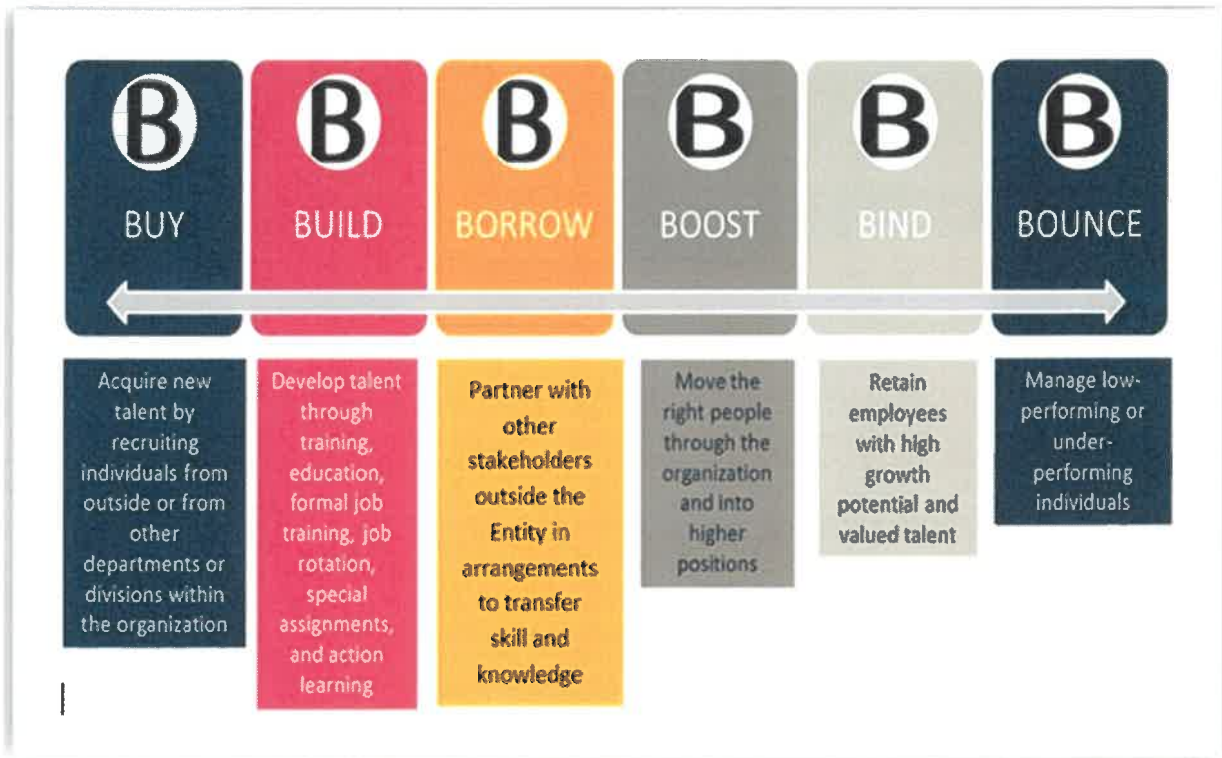 B
BUY
B
BUILD
B
BORROW
B
BOOST
B
BIND
B
BOUNCE
Acquire new
talent by
recruiting
individuals from
outside or from
other
departments or
divisions within
the organization
Develop talent
through
training,
education,
formal job
training, job
rotation,
special
assignments,
and action
learning
Partner with
other
stakeholders
outside the
Entity in
arrangements
to transfer
skill and
knowledge
Move the
right people
through the
organization
and into
higher
positions
Retain
employees
with high
growth
potential and
valued talent
Manage low-
performing or
under-
performing
individuals